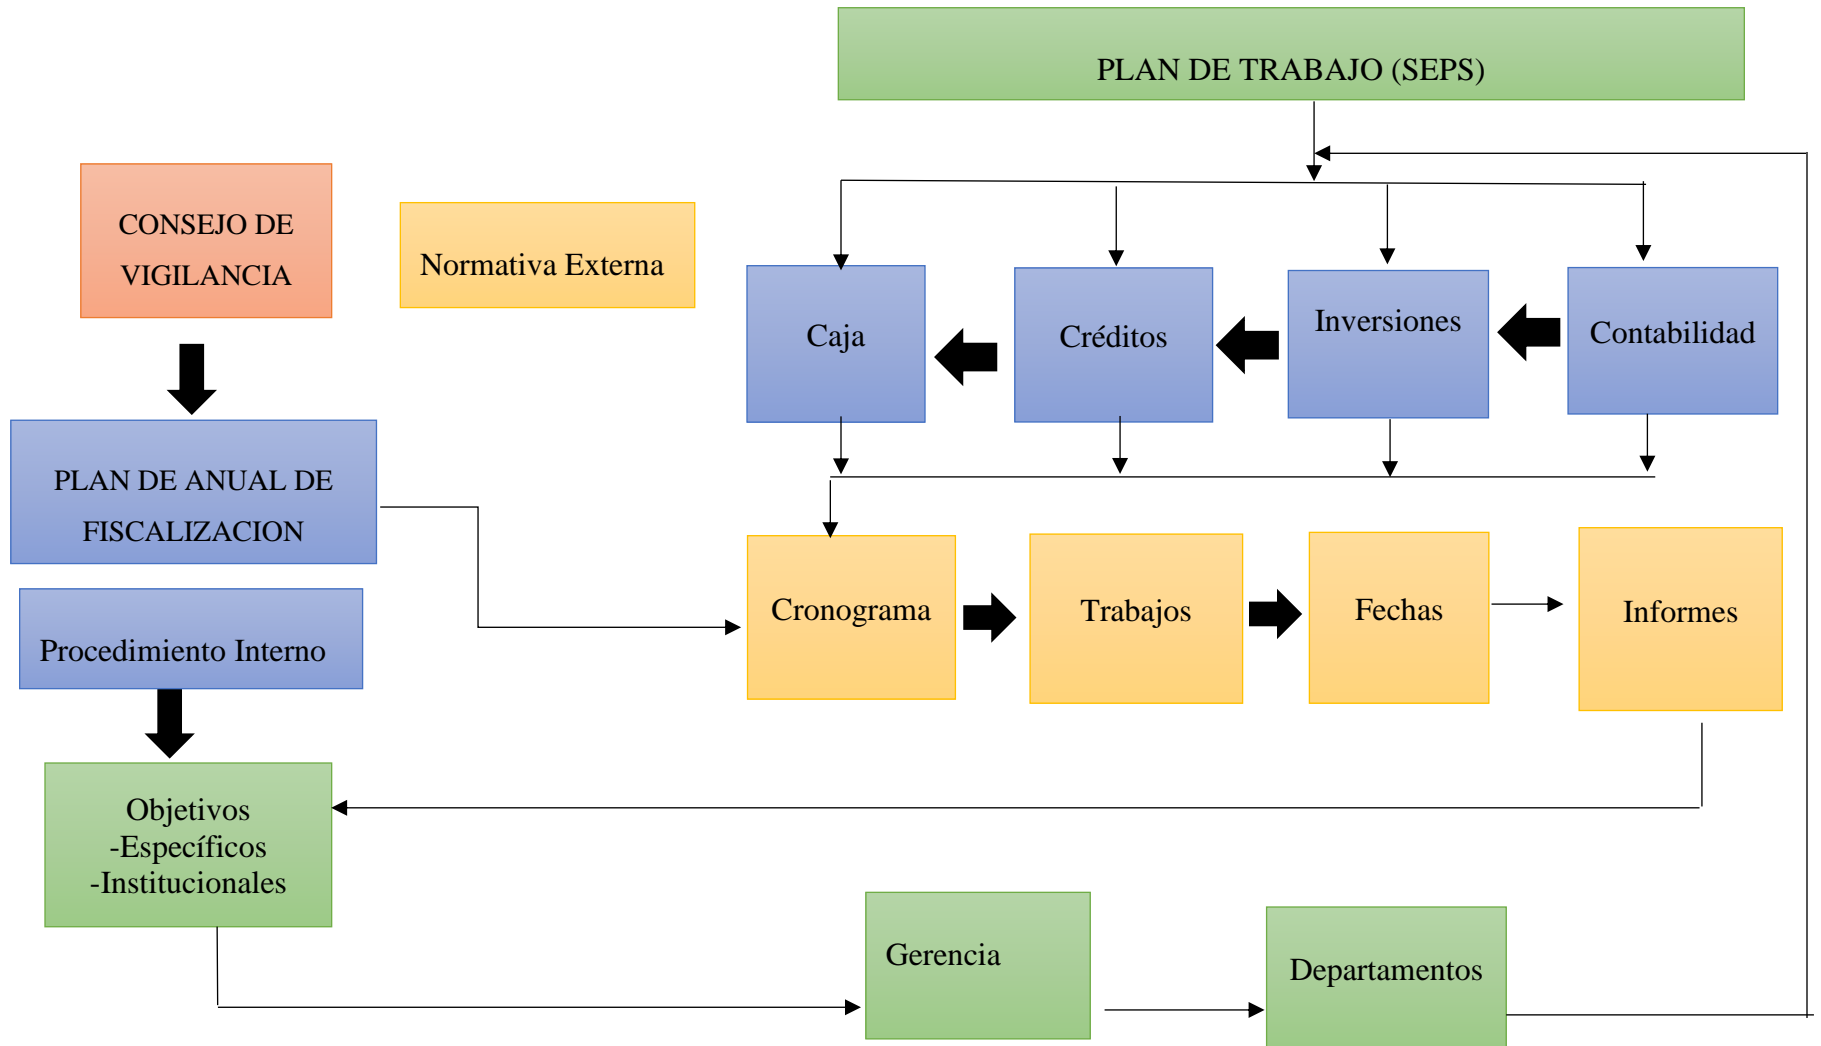 PLAN DE TRABAJO (SEPS)
CONSEJO DE
VIGILANCIA
Normativa Externa
Caja
Créditos
Inversiones
Contabilidad
PLAN DE ANUAL DE
FISCALIZACION
Procedimiento Interno
Cronograma
Trabajos
Fechas
Informes
Objetivos
-Específicos
-Institucionales
Gerencia
Departamentos